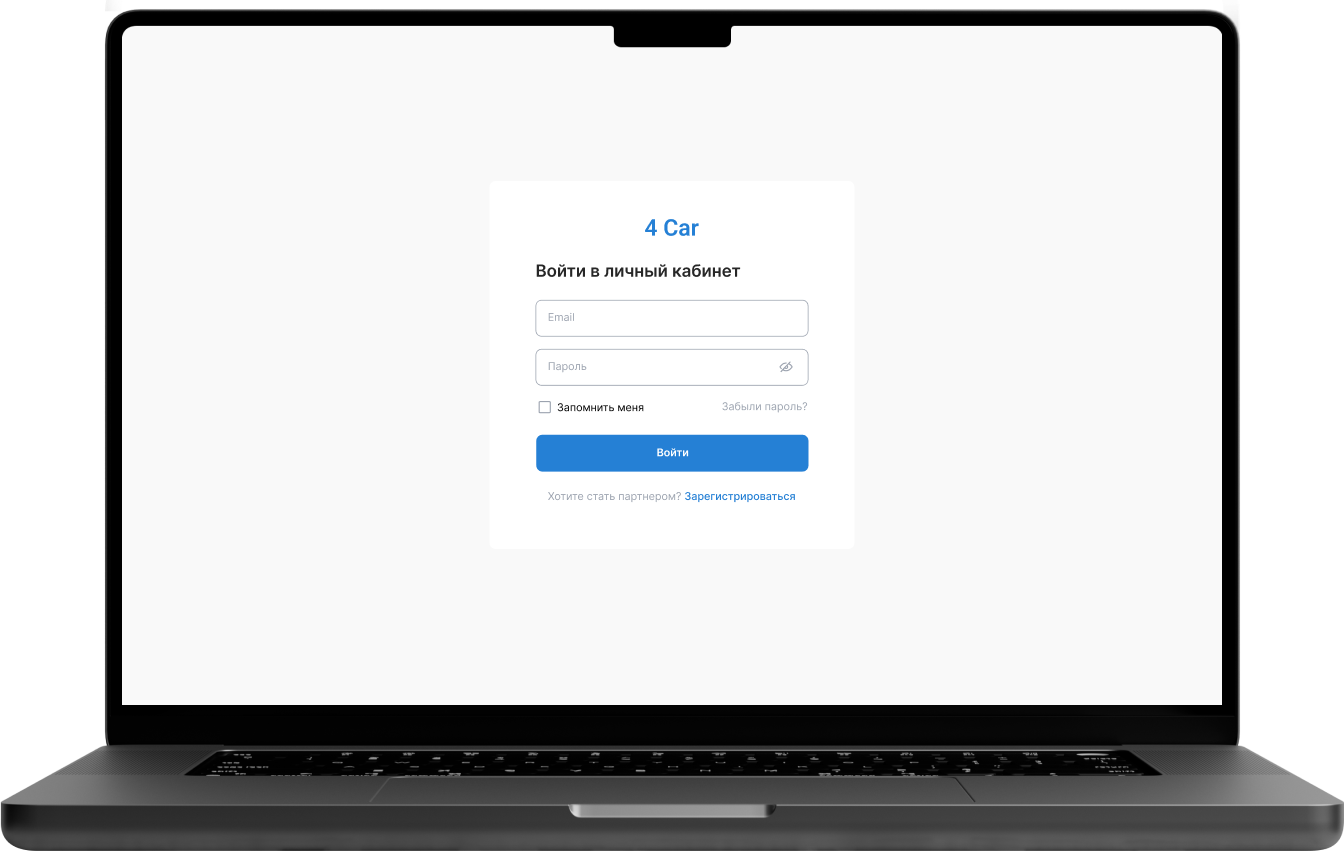 4 Car
Войти в личный кабинет
Email
Пароль
Запомнить меня
Забыли пароль?
Войти
Хотите стать партнером? Зарегистрироваться